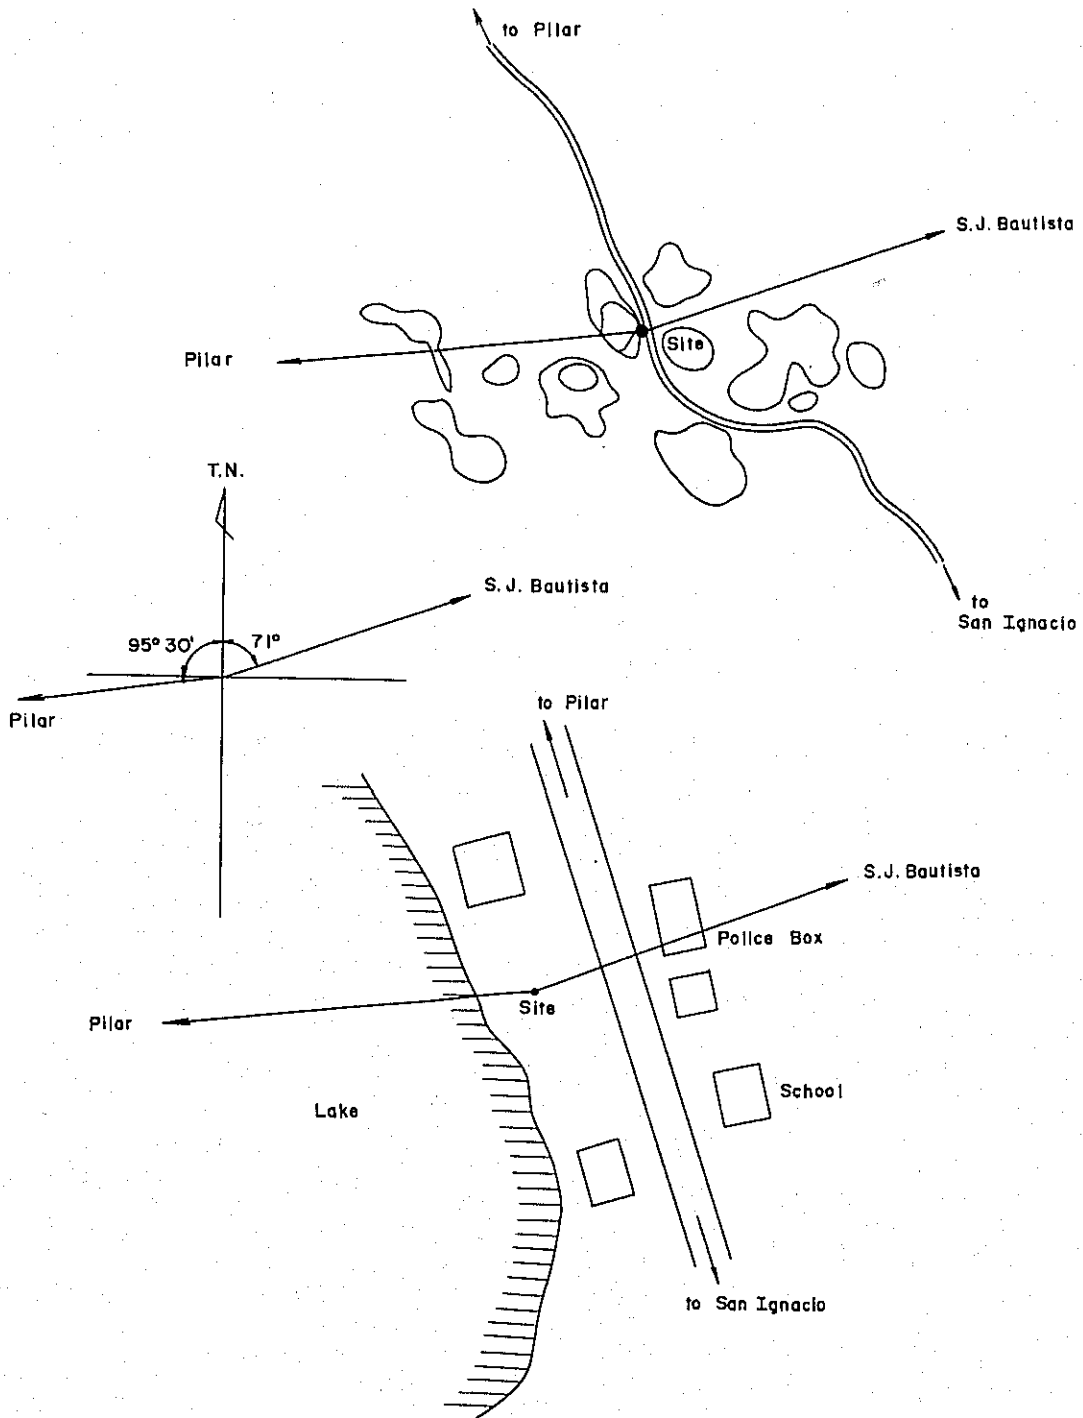 to Pilar
S.J. Bautista
Site
Pilar
T.N.
S.J. Bautista
95° 30'
71°
to
San Ignacio
Pilar
to Pilar
S.J. Bautista
Police Box
Site
Pilar
School
Lake
to San Ignacio